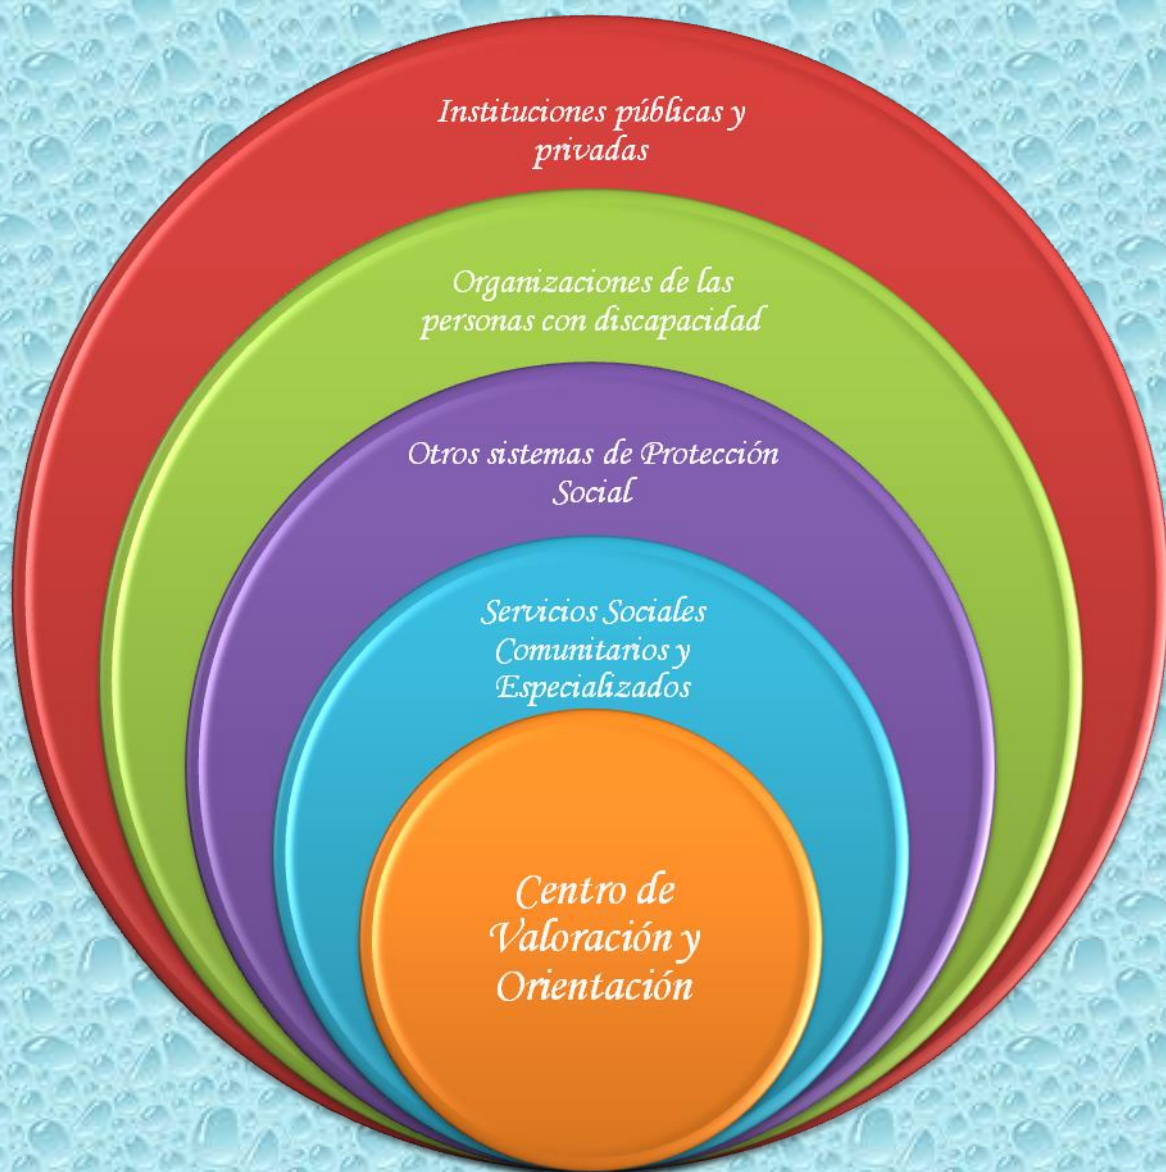 Instituciones públicas y
privadas
Organizaciones de las
personas con discapacidad
Otros sistemas de Protección
Social
Servicios Sociales
Comunitarios y
Especializados
Centro de
Valoración y
Orientación